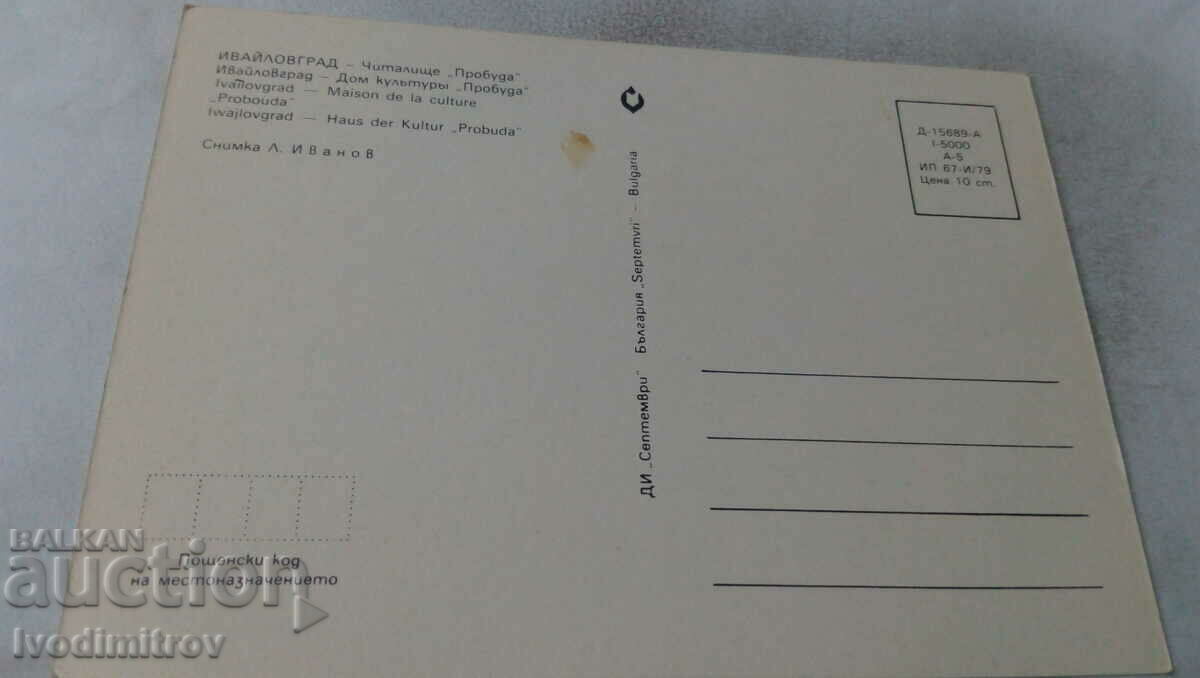 ИВАЙЛОВГРАД – Читалище „Пробуда“
Ивайловград – Дом культуры „Пробуда“
Ivaïlovgrad — Maison de la culture
„Probouda“
Iwajlovgrad — Haus der Kultur „Probuda“
Снимка Л. Иванов
ДИ „Септември“ България „Septemvri“ – Bulgaria
Д-15689-А
I-5000
А-5
ИП 67-И/79
Цена 10 ст.
Пощенски код
на местоназначението
BALKAN
auction
Ivodimitrov